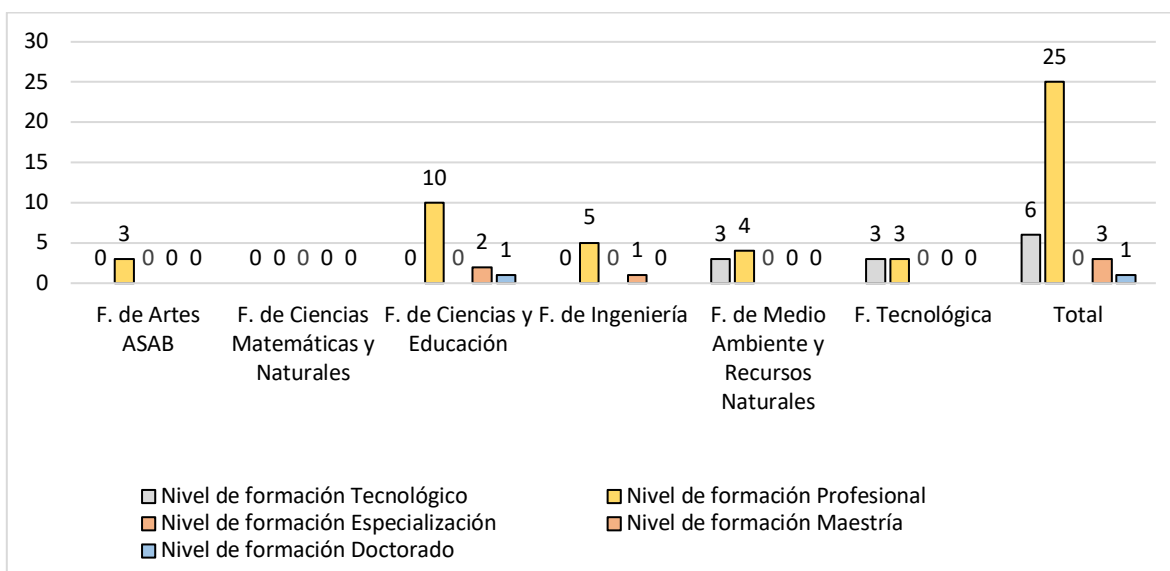 30
25
20
15
10
5
0
0 3 0 0 0
0 0 0 0 0
0 10 0 2 1
0 5 0 1 0
3 4 0 0 0
3 3 0 0 0
6 25 0 3 1
F. de Artes
ASAB
F. de Ciencias
Matemáticas y
Naturales
F. de Ciencias y
Educación
F. de Ingeniería
F. de Medio
Ambiente y
Recursos
Naturales
F. Tecnológica
Total
Nivel de formación Tecnológico
Nivel de formación Profesional
Nivel de formación Especialización
Nivel de formación Maestría
Nivel de formación Doctorado